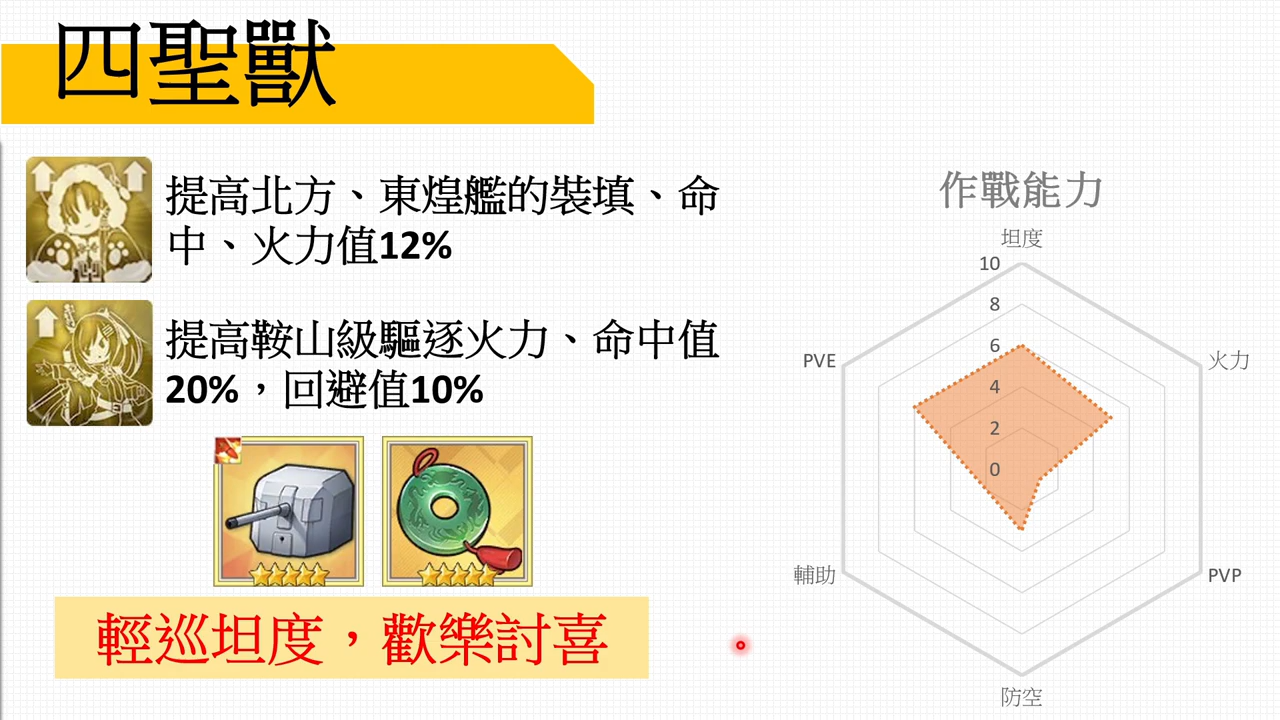 四聖獸
提高北方、東煌艦的裝填、命
中、火力值12%
提高鞍山級驅逐火力、命中值
20%，回避值10%
輕巡坦度，歡樂討喜
作戰能力
坦度
10
8
6
4
2
0
PVE
火力
輔助
PVP
防空